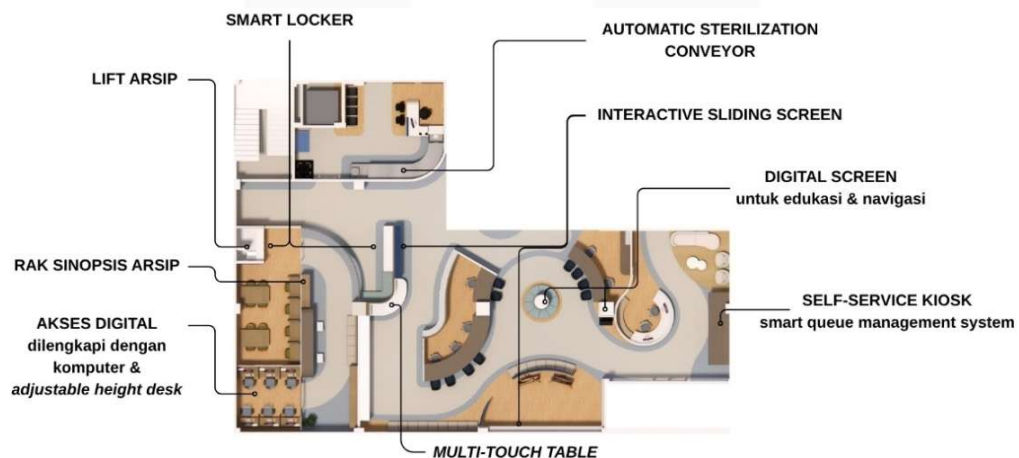 SMART LOCKER
AUTOMATIC STERILIZATION
CONVEYOR
LIFT ARSIP
INTERACTIVE SLIDING SCREEN
DIGITAL SCREEN
untuk edukasi & navigasi
RAK SINOPSIS ARSIP
SELF-SERVICE KIOSK
smart queue management system
AKSES DIGITAL
dilengkapi dengan
komputer &
adjustable height desk
MULTI-TOUCH TABLE